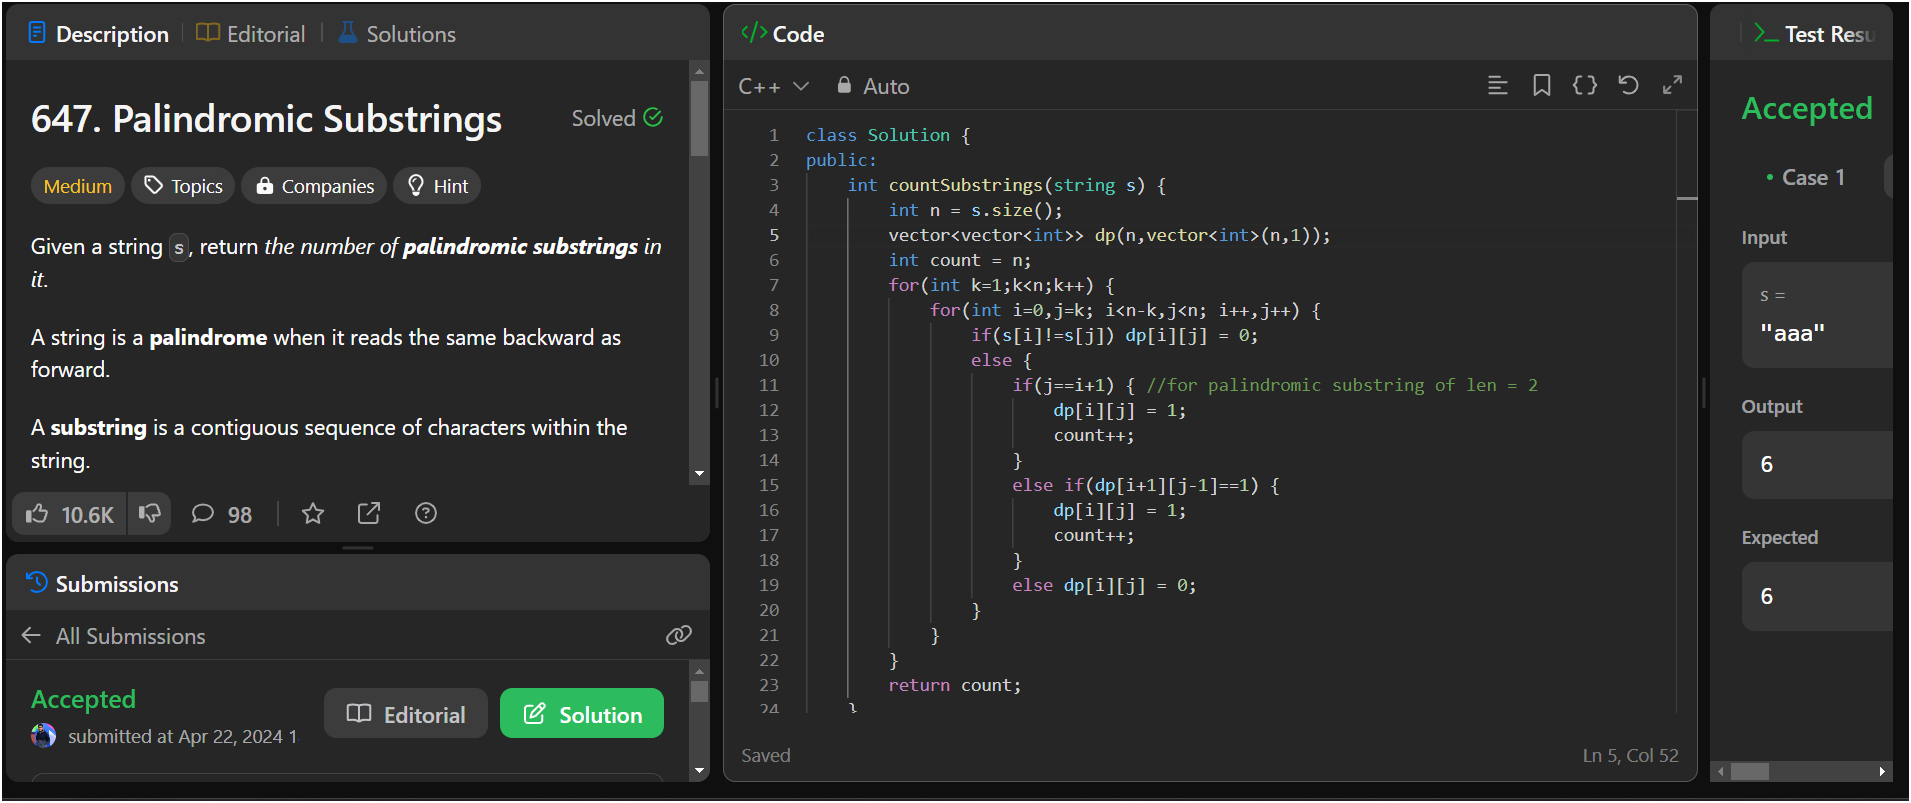 Description Editorial Solutions
647. Palindromic Substrings Solved
Medium Topics Companies Hint
Given a string s, return the number of palindromic substrings in
it.
A string is a palindrome when it reads the same backward as
forward.
A substring is a contiguous sequence of characters within the
string.
10.6K 98
Submissions
All Submissions
Accepted
submitted at Apr 22, 2024 1
Editorial Solution
</> Code
C++ Auto
1 class Solution {
2 public:
3     int countSubstrings(string s) {
4         int n = s.size();
5         vector<vector<int>> dp(n,vector<int>(n,1));
6         int count = n;
7         for(int k=1;k<n;k++) {
8             for(int i=0,j=k; i<n-k,j<n; i++,j++) {
9                 if(s[i]!=s[j]) dp[i][j] = 0;
10                 else {
11                     if(j==i+1) { //for palindromic substring of len = 2
12                         dp[i][j] = 1;
13                         count++;
14                     }
15                     else if(dp[i+1][j-1]==1) {
16                         dp[i][j] = 1;
17                         count++;
18                     }
19                     else dp[i][j] = 0;
20                 }
21             }
22         }
23         return count;
24     }
Saved Ln 5, Col 52
>_ Test Resu
Accepted
• Case 1
Input
s =
"aaa"
Output
6
Expected
6